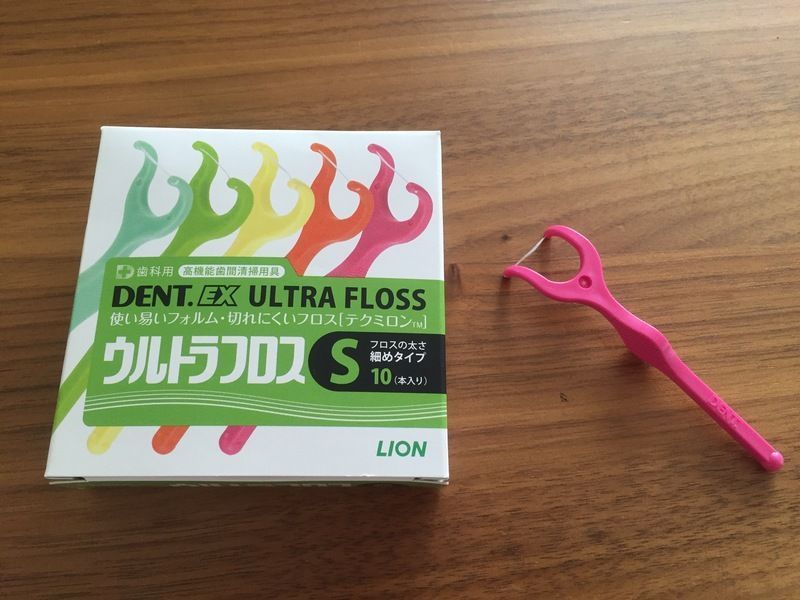 歯科用 高機能歯間清掃用具
DENT.EX ULTRA FLOSS
使い易いフォルム・切れにくいフロス[テクミロンTM]
ウルトラフロス
S
フロスの太さ
細めタイプ
10(本入り)
LION
DENT.